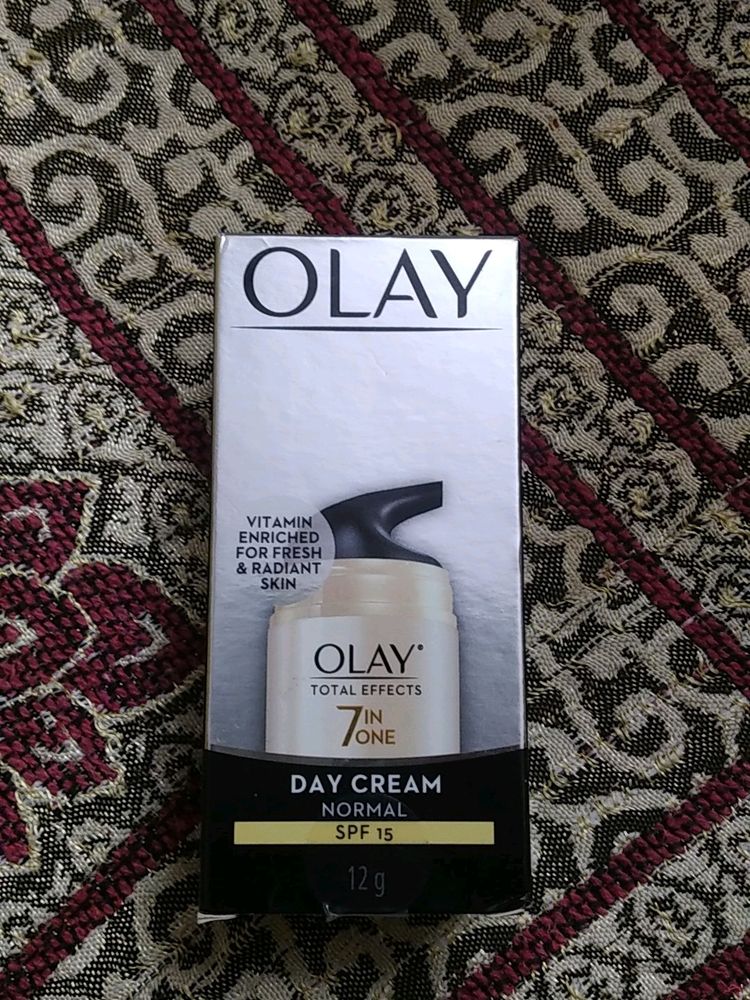 OLAY
VITAMIN
ENRICHED
FOR FRESH
& RADIANT
SKIN
OLAY®
TOTAL EFFECTS
7 IN
ONE
DAY CREAM
NORMAL
SPF 15
12 g